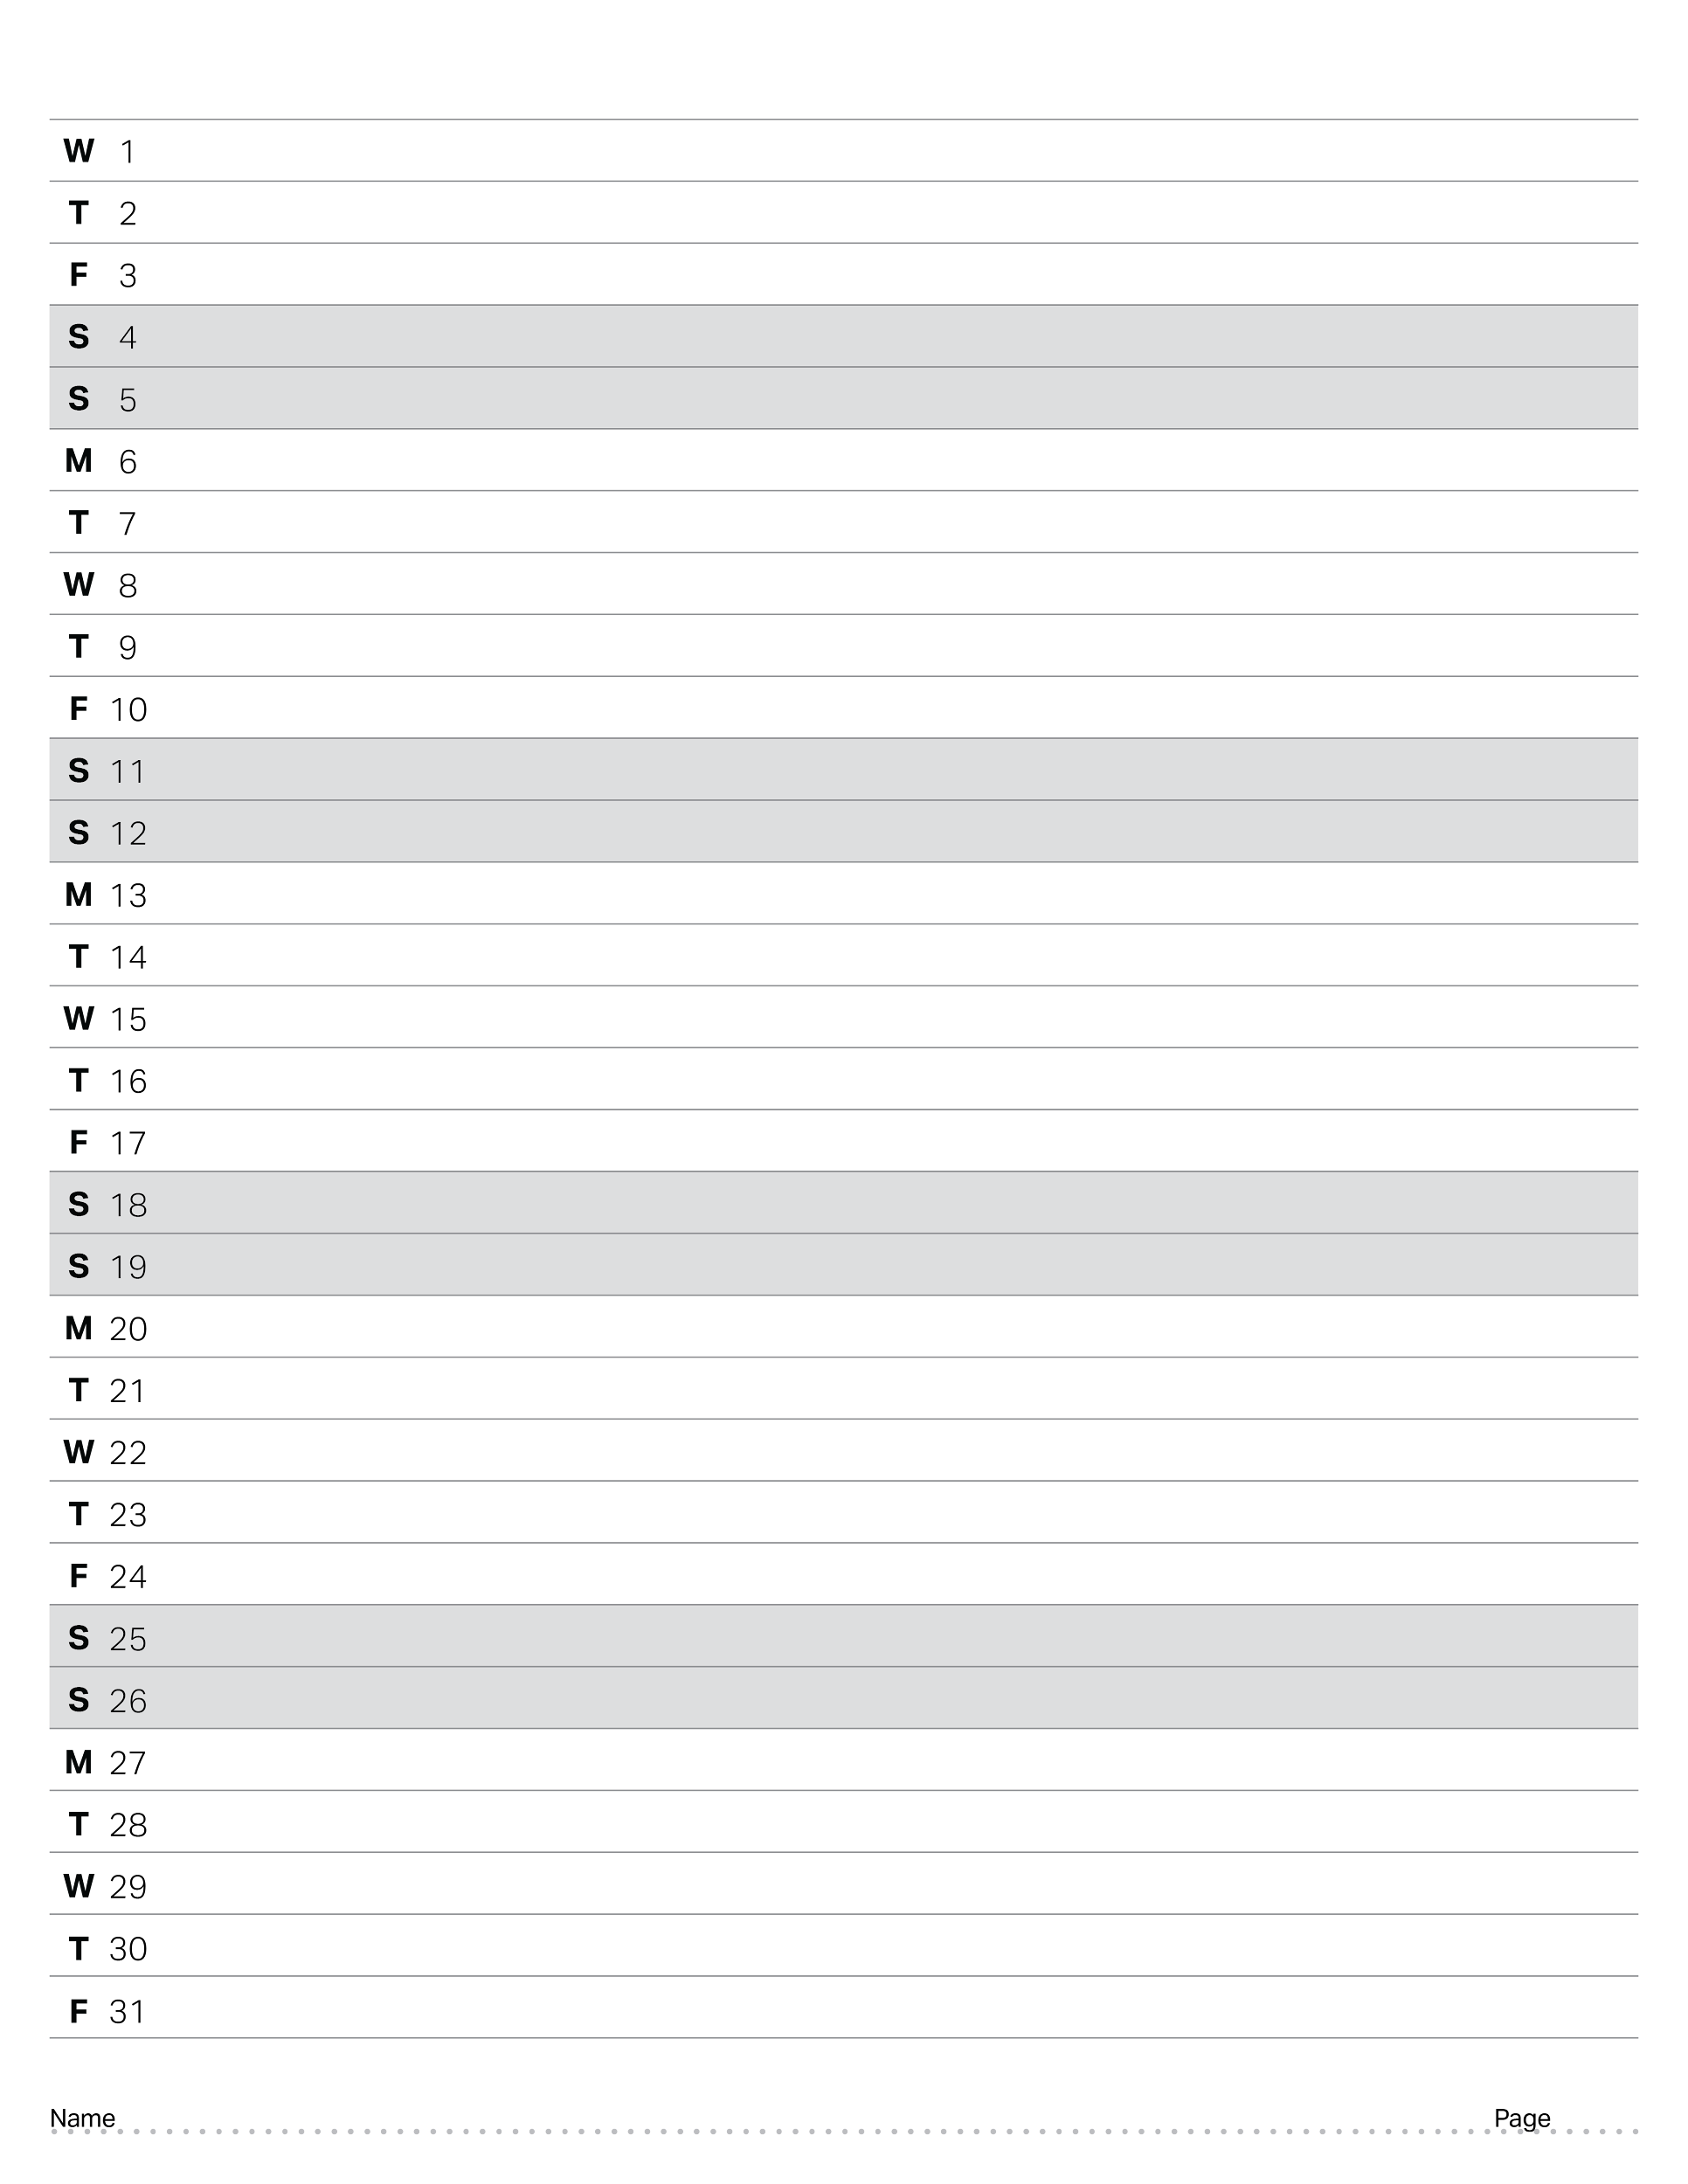 W 1
T 2
F 3
S 4
S 5
M 6
T 7
W 8
T 9
F 10
S 11
S 12
M 13
T 14
W 15
T 16
F 17
S 18
S 19
M 20
T 21
W 22
T 23
F 24
S 25
S 26
M 27
T 28
W 29
T 30
F 31
Name Page